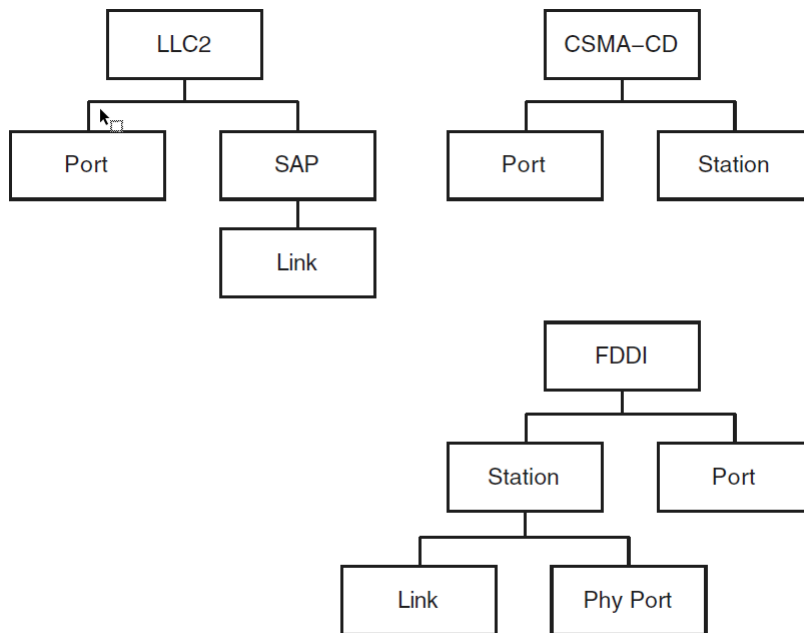 LLC2
CSMA–CD
Port
SAP
Port
Station
Link
FDDI
Station
Port
Link
Phy Port